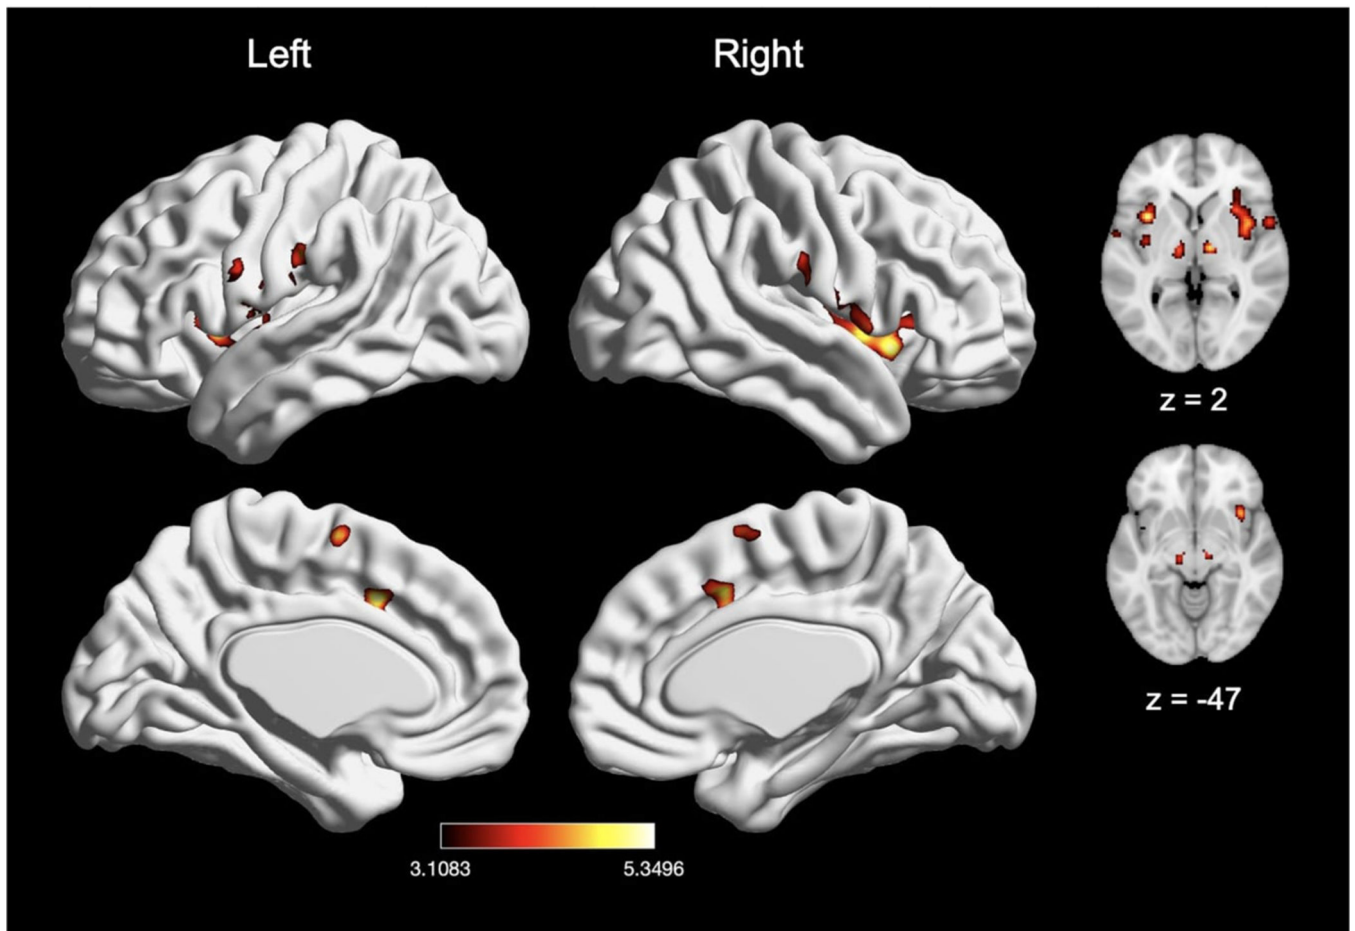 Left
Right
z = 2
z = -47
3.1083
5.3496